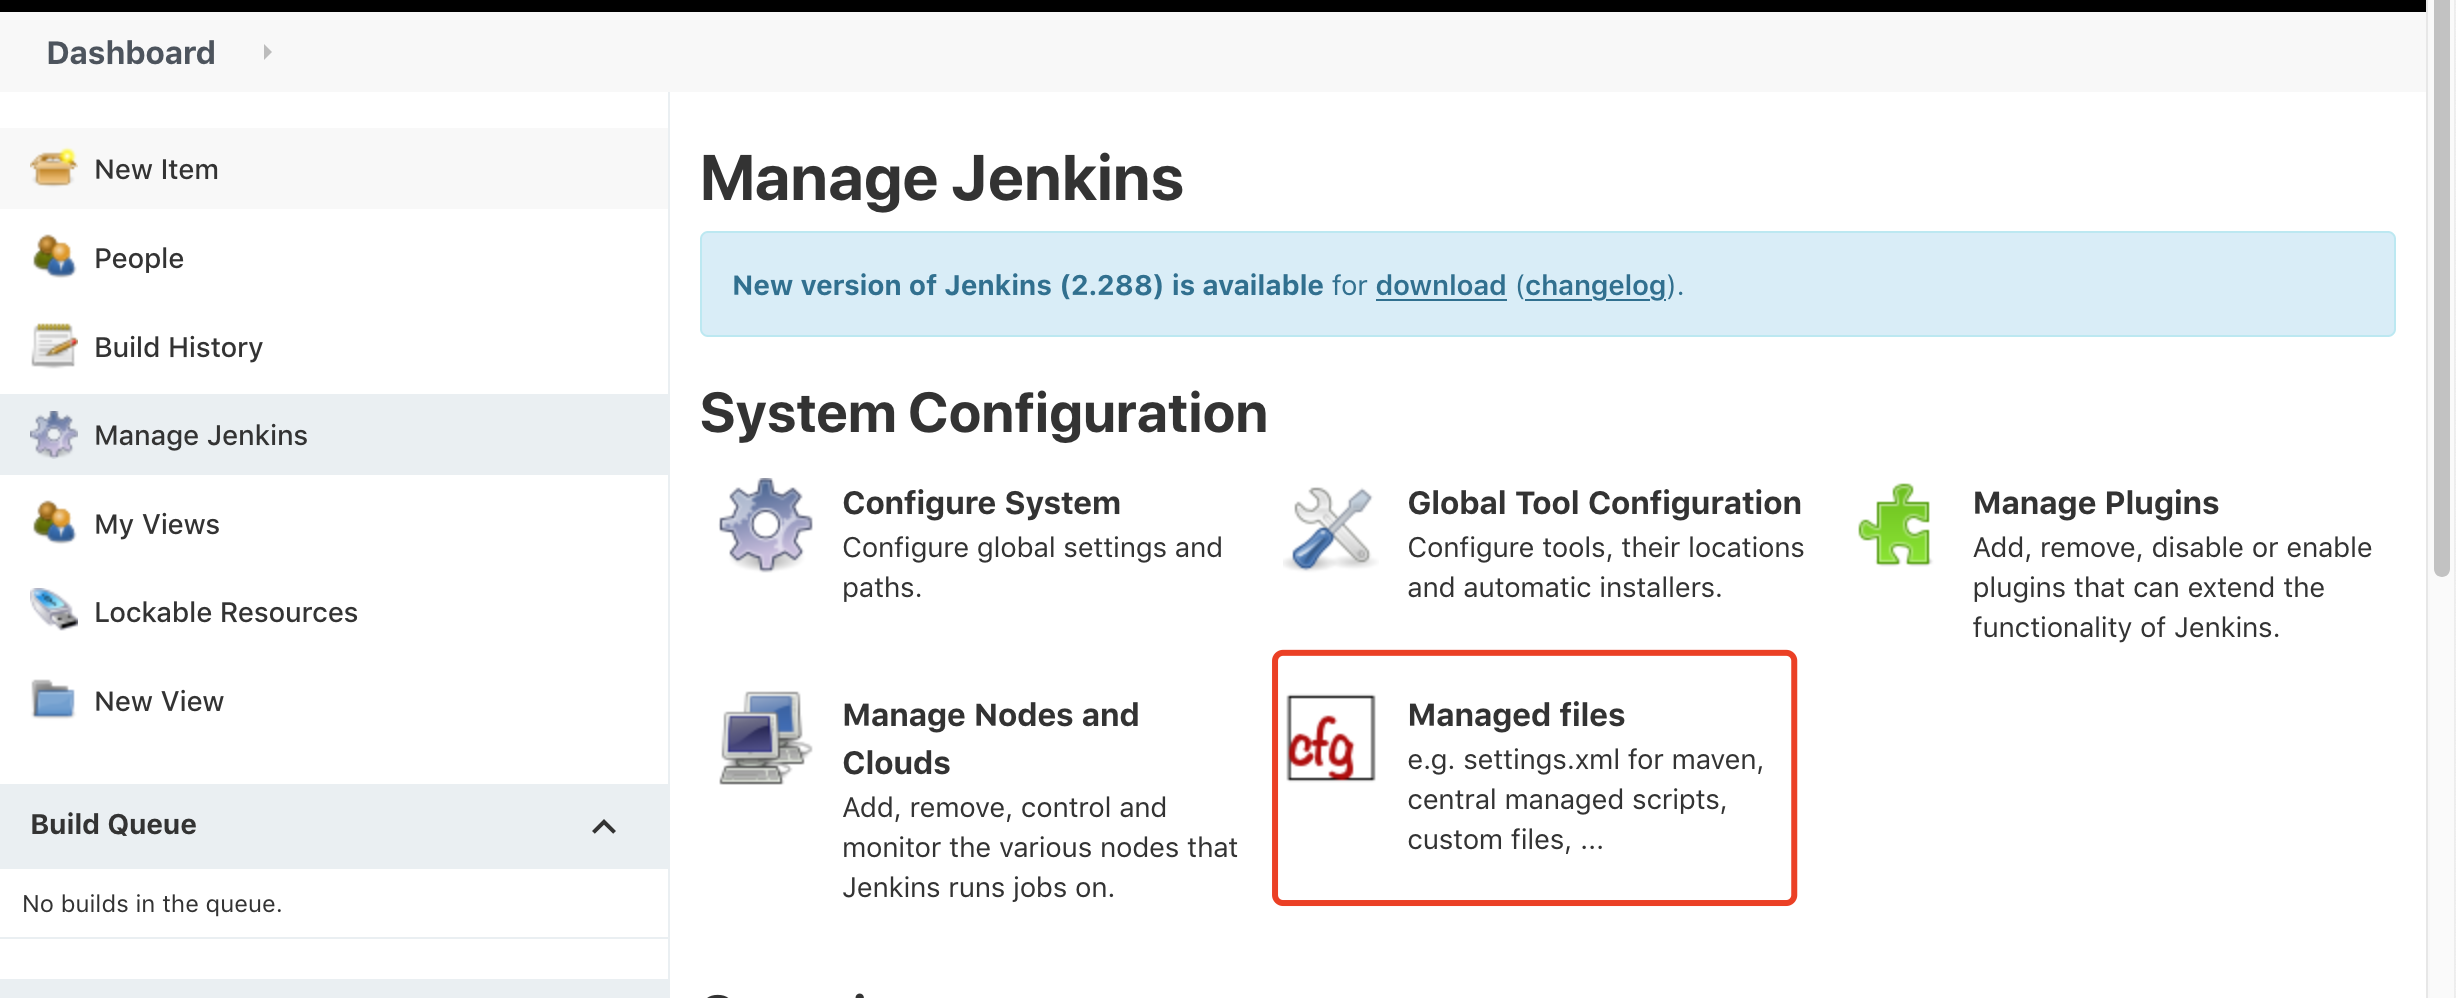 Dashboard
New Item
People
Build History
Manage Jenkins
My Views
Lockable Resources
New View
Build Queue
No builds in the queue.
Manage Jenkins
New version of Jenkins (2.288) is available for download (changelog).
System Configuration
Configure System
Configure global settings and
paths.
Global Tool Configuration
Configure tools, their locations
and automatic installers.
Manage Plugins
Add, remove, disable or enable
plugins that can extend the
functionality of Jenkins.
Manage Nodes and
Clouds
Add, remove, control and
monitor the various nodes that
Jenkins runs jobs on.
cfg
Managed files
e.g. settings.xml for maven,
central managed scripts,
custom files, ...